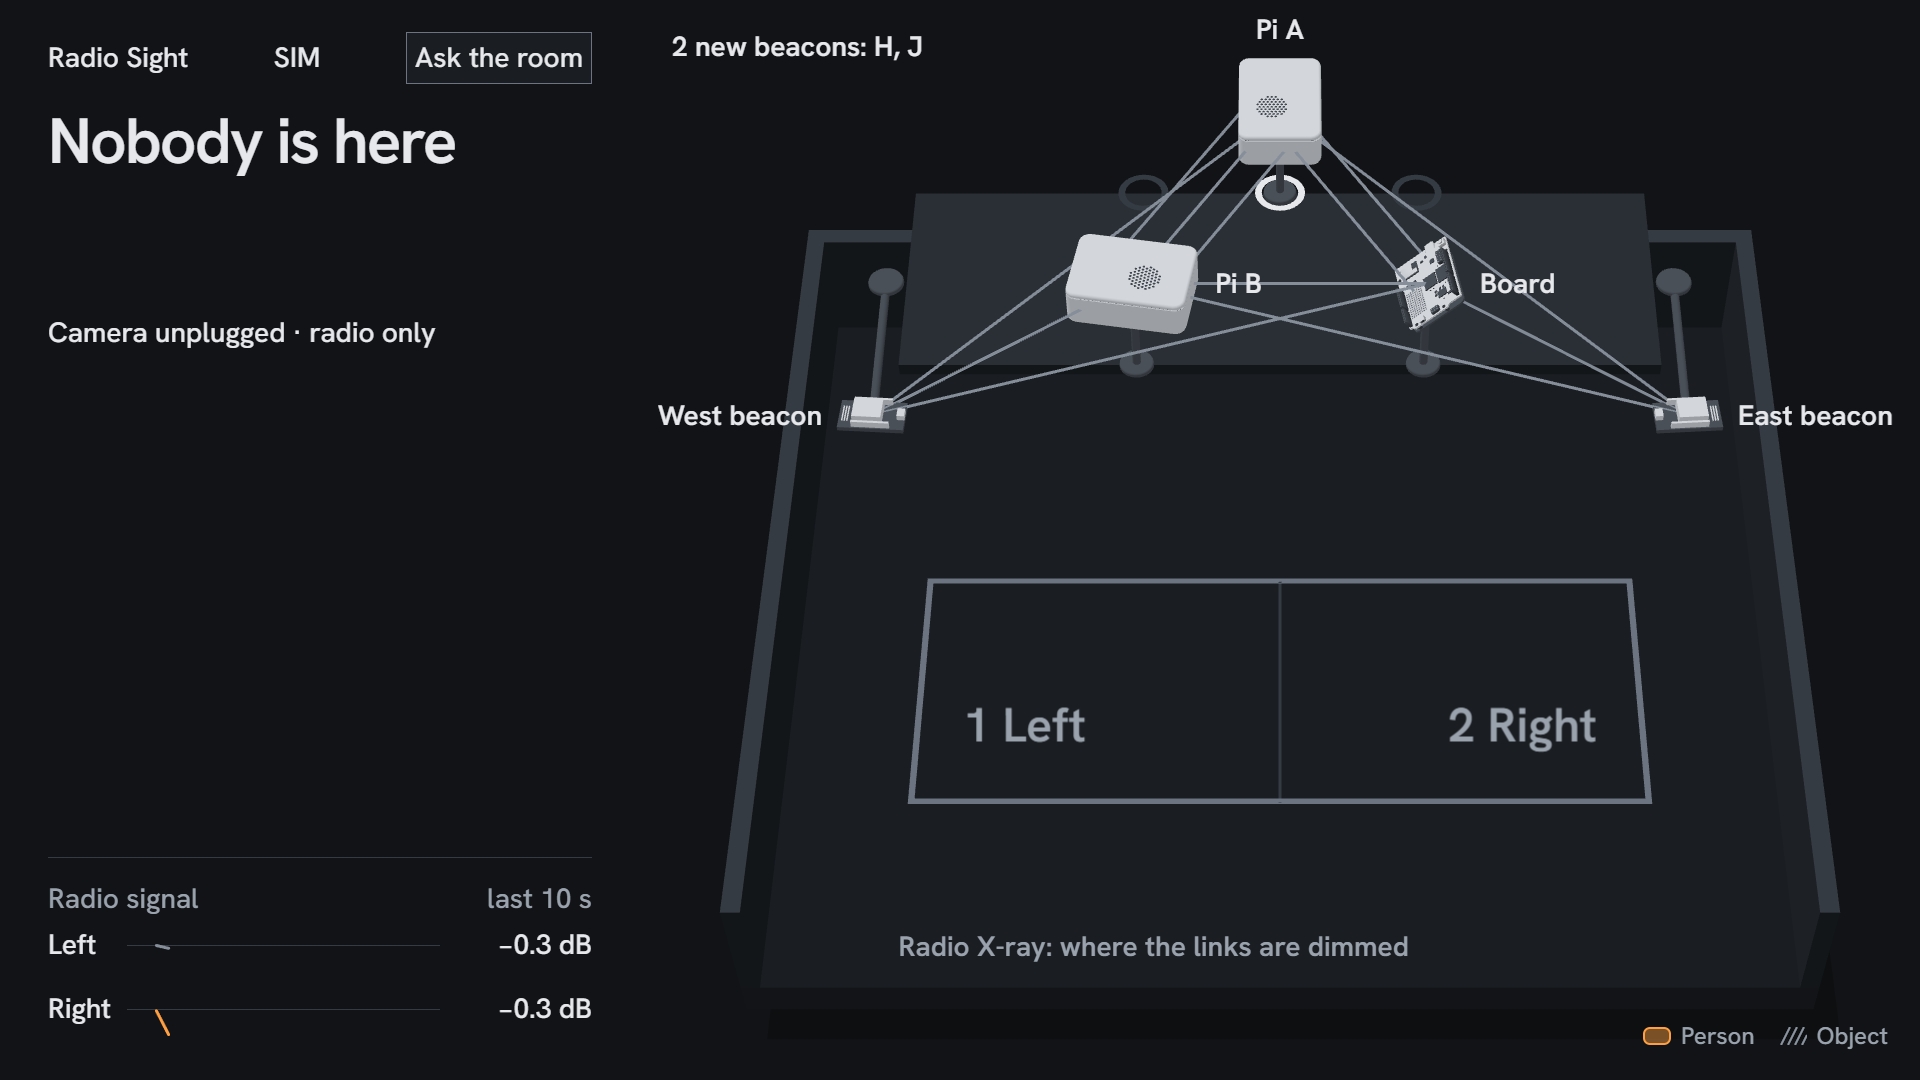 Radio Sight
SIM
Ask the room
Nobody is here
Camera unplugged · radio only
2 new beacons: H, J
Pi A
Pi B
Board
West beacon
East beacon
1 Left
2 Right
Radio X-ray: where the links are dimmed
Radio signal
last 10 s
Left
−0.3 dB
Right
−0.3 dB
Person
Object